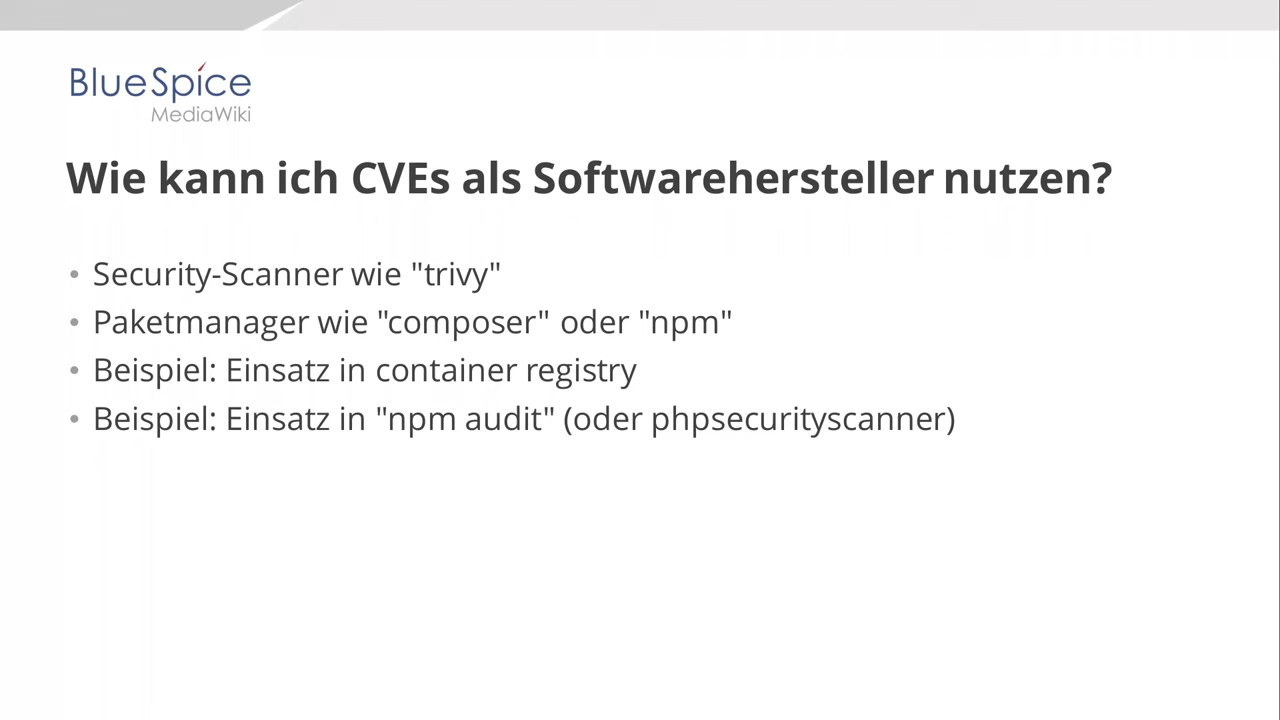 BlueSpice
MediaWiki
Wie kann ich CVEs als Softwarehersteller nutzen?
• Security-Scanner wie "trivy"
• Paketmanager wie "composer" oder "npm"
• Beispiel: Einsatz in container registry
• Beispiel: Einsatz in "npm audit" (oder phpsecurityscanner)